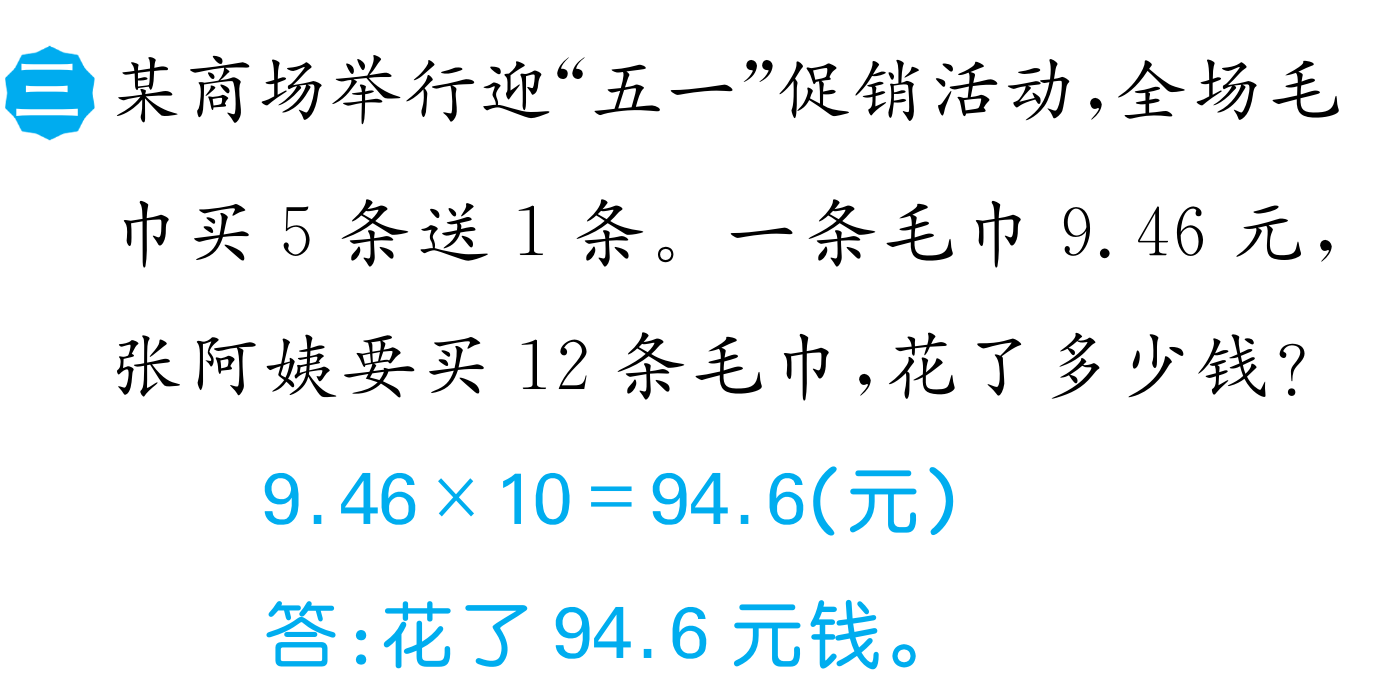 三 某商场举行迎“五一”促销活动,全场毛
巾买 5 条送 1 条。一条毛巾 9.46 元,
张阿姨要买 12 条毛巾,花了多少钱?
9.46×10=94.6(元)
答:花了 94.6 元钱。